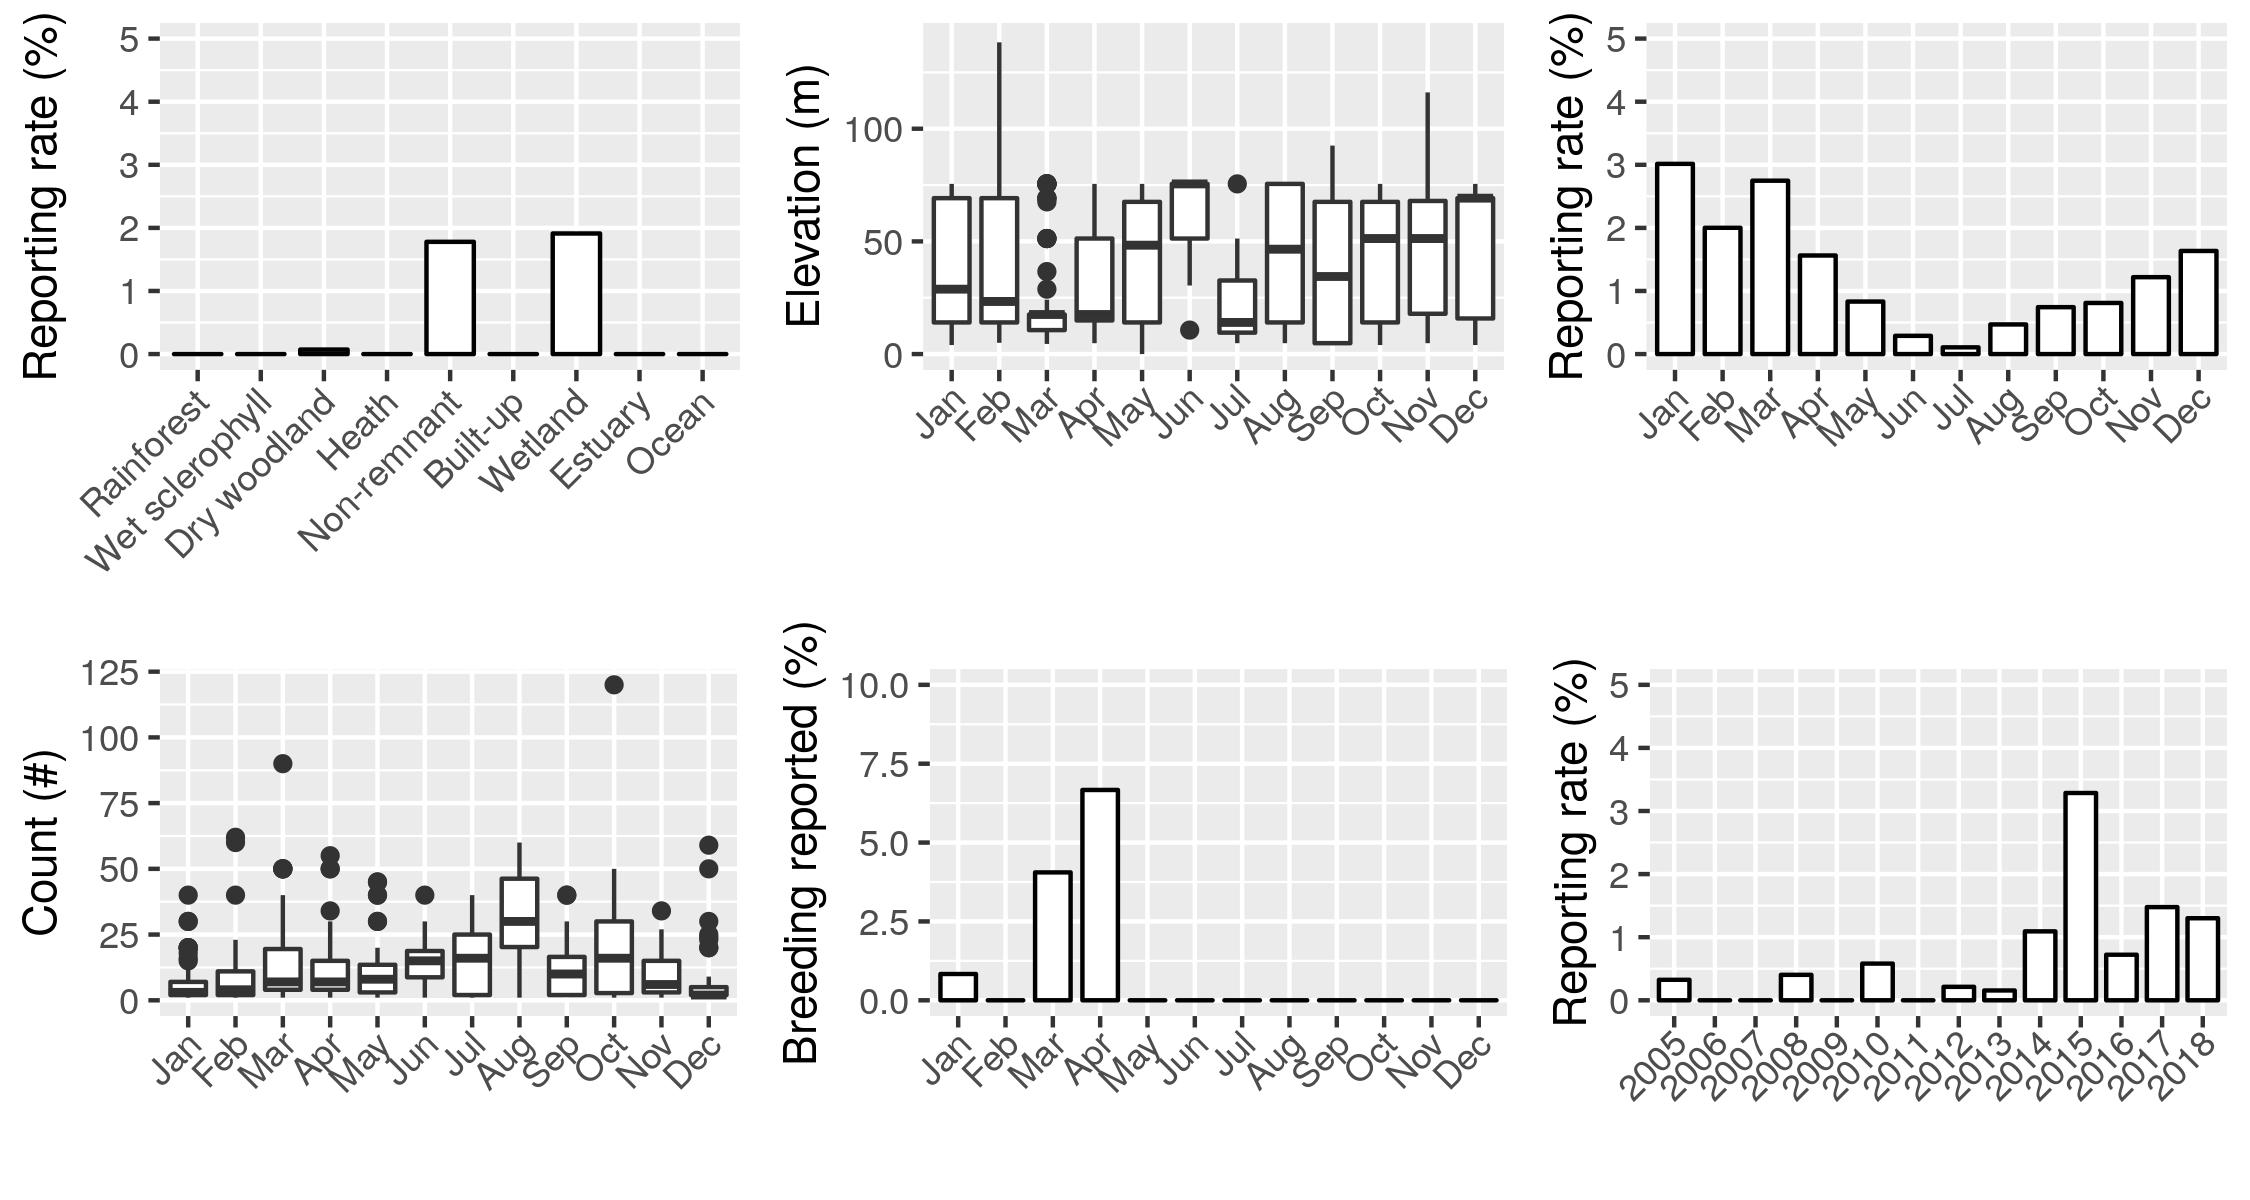 Reporting rate (%)
5
4
3
2
1
0
Rainforest
Wet sclerophyll
Dry woodland
Heath
Non-remnant
Built-up
Wetland
Estuary
Ocean
Elevation (m)
100
50
0
Jan
Feb
Mar
Apr
May
Jun
Jul
Aug
Sep
Oct
Nov
Dec
Reporting rate (%)
5
4
3
2
1
0
Jan
Feb
Mar
Apr
May
Jun
Jul
Aug
Sep
Oct
Nov
Dec
Count (#)
125
100
75
50
25
0
Jan
Feb
Mar
Apr
May
Jun
Jul
Aug
Sep
Oct
Nov
Dec
Breeding reported (%)
10.0
7.5
5.0
2.5
0.0
Jan
Feb
Mar
Apr
May
Jun
Jul
Aug
Sep
Oct
Nov
Dec
Reporting rate (%)
5
4
3
2
1
0
2005
2006
2007
2008
2009
2010
2011
2012
2013
2014
2015
2016
2017
2018